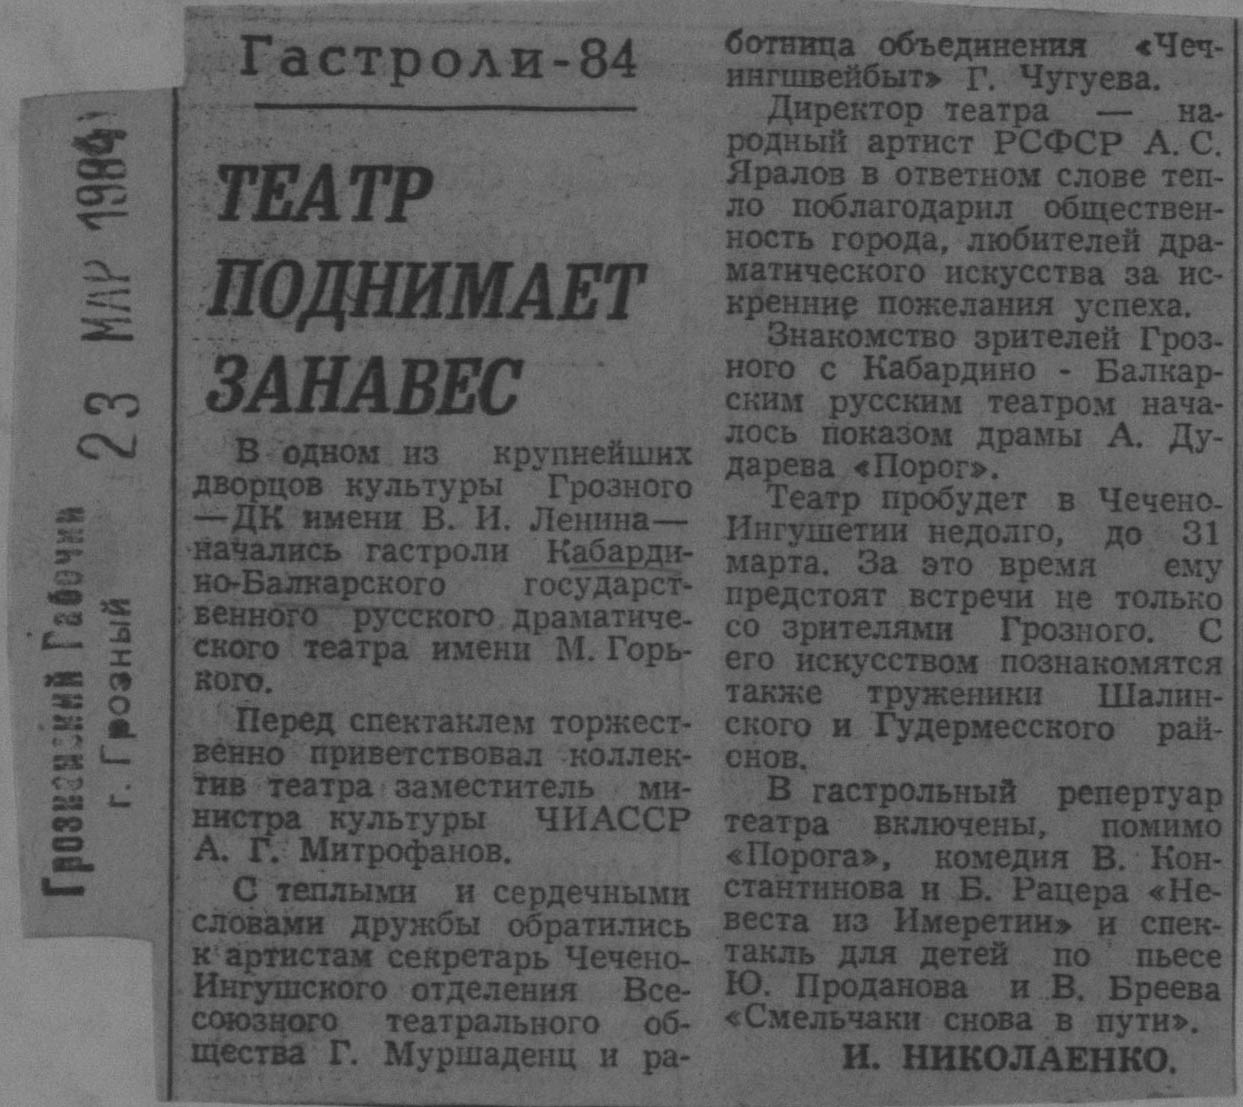 Грозненский Рабочий
г. Грозный
23 МАР 1984
Гастроли-84
ТЕАТР
ПОДНИМАЕТ
ЗАНАВЕС
В одном из крупнейших
дворцов культуры Грозного
—ДК имени В. И. Ленина—
начались гастроли Кабарди-
но-Балкарского государст-
венного русского драматиче-
ского театра имени М. Горь-
кого.
Перед спектаклем торжест-
венно приветствовал коллек-
тив театра заместитель ми-
нистра культуры ЧИАССР
А. Г. Митрофанов.
С теплыми и сердечными
словами дружбы обратились
к артистам секретарь Чечено-
Ингушского отделения Все-
союзного театрального об-
щества Г. Муршаденц и ра-
ботница объединения «Чеч-
ингшвейбыт» Г. Чугуева.
Директор театра — на-
родный артист РСФСР А. С.
Яралов в ответном слове теп-
ло поблагодарил обществен-
ность города, любителей дра-
матического искусства за ис-
кренние пожелания успеха.
Знакомство зрителей Гроз-
ного с Кабардино - Балкар-
ским русским театром нача-
лось показом драмы А. Ду-
дарева «Порог».
Театр пробудет в Чечено-
Ингушетии недолго, до 31
марта. За это время ему
предстоят встречи не только
со зрителями Грозного. С
его искусством познакомятся
также труженики Шалин-
ского и Гудермесского рай-
онов.
В гастрольный репертуар
театра включены, помимо
«Порога», комедия В. Кон-
стантинова и Б. Рацера «Не-
веста из Имеретии» и спек-
такль для детей по пьесе
Ю. Проданова и В. Бреева
«Смельчаки снова в пути».
И. НИКОЛАЕНКО.